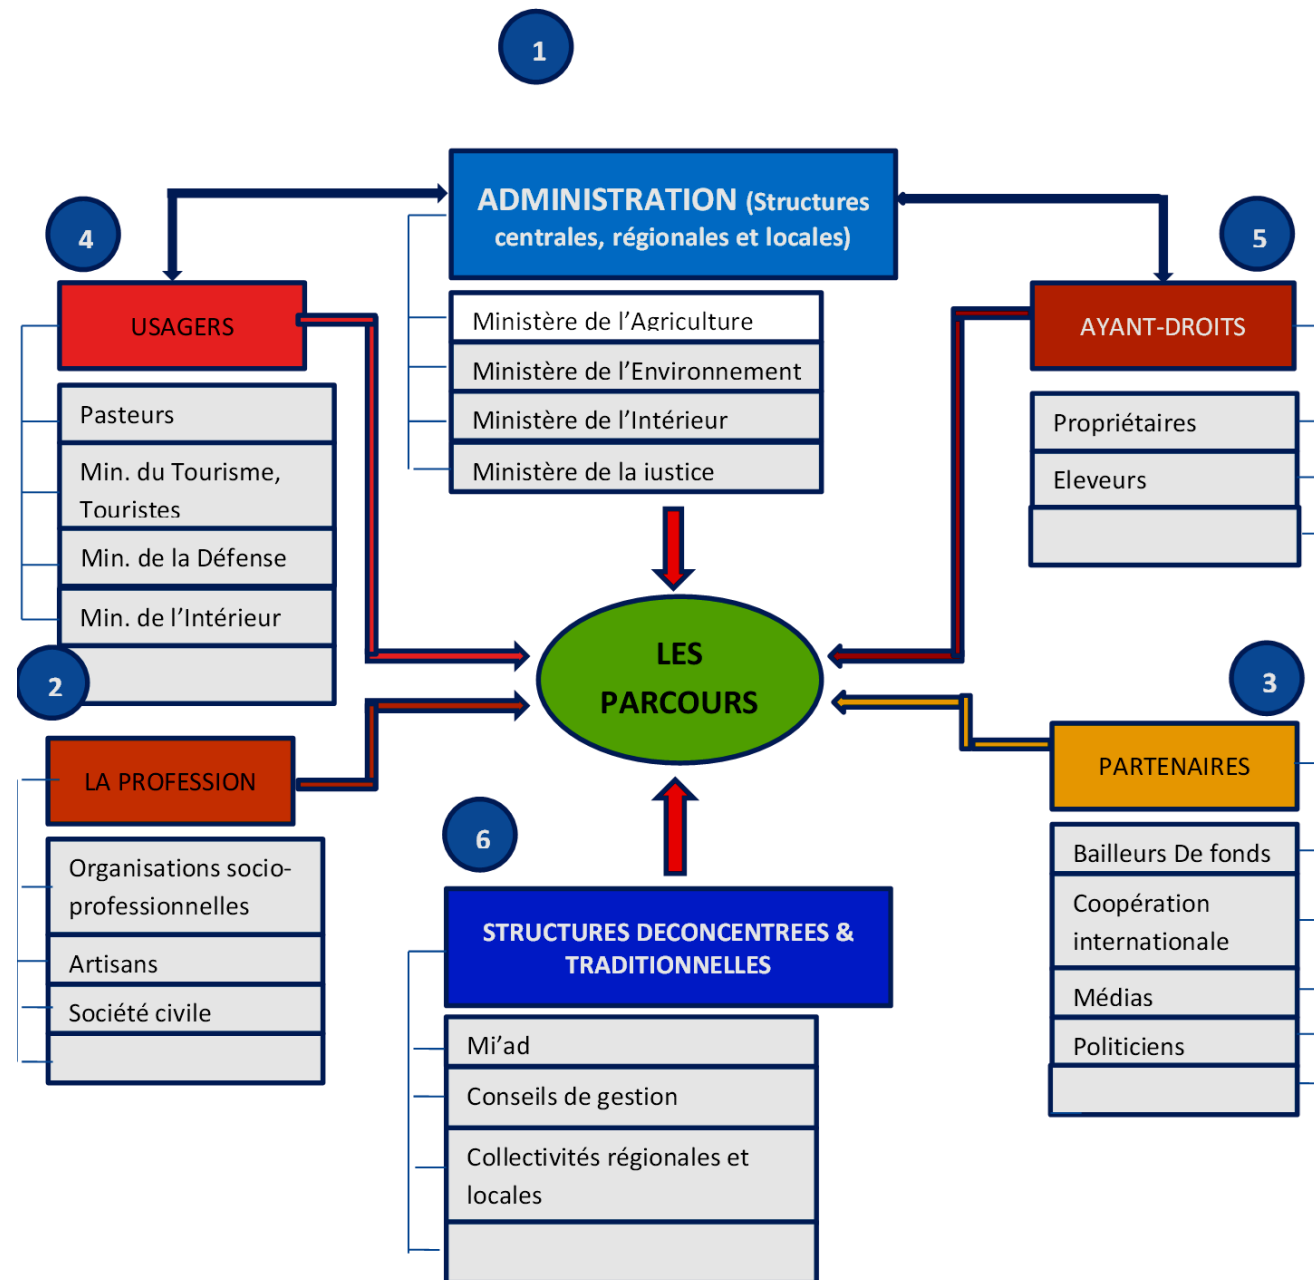 1
ADMINISTRATION (Structures
centrales, régionales et locales)
Ministère de l’Agriculture
Ministère de l’Environnement
Ministère de l’Intérieur
Ministère de la iustice
4
USAGERS
Pasteurs
Min. du Tourisme,
Touristes
Min. de la Défense
Min. de l’Intérieur
5
AYANT-DROITS
Propriétaires
Eleveurs
LES
PARCOURS
2
LA PROFESSION
Organisations socio-
professionnelles
Artisans
Société civile
3
PARTENAIRES
Bailleurs De fonds
Coopération
internationale
Médias
Politiciens
6
STRUCTURES DECONCENTREES &
TRADITIONNELLES
Mi’ad
Conseils de gestion
Collectivités régionales et
locales